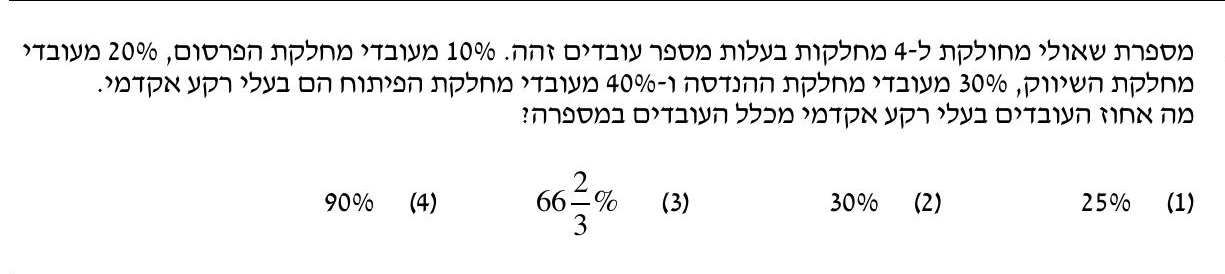 מספרת שאולי מחולקת ל-4 מחלקות בעלות מספר עובדים זהה. 10% מעובדי מחלקת הפרסום, 20% מעובדי
מחלקת השיווק, 30% מעובדי מחלקת ההנדסה ו-40% מעובדי מחלקת הפיתוח הם בעלי רקע אקדמי.
מה אחוז העובדים בעלי רקע אקדמי מכלל העובדים במספרה?
(1) 25% (2) 30% (3) 66 2/3 % (4) 90%